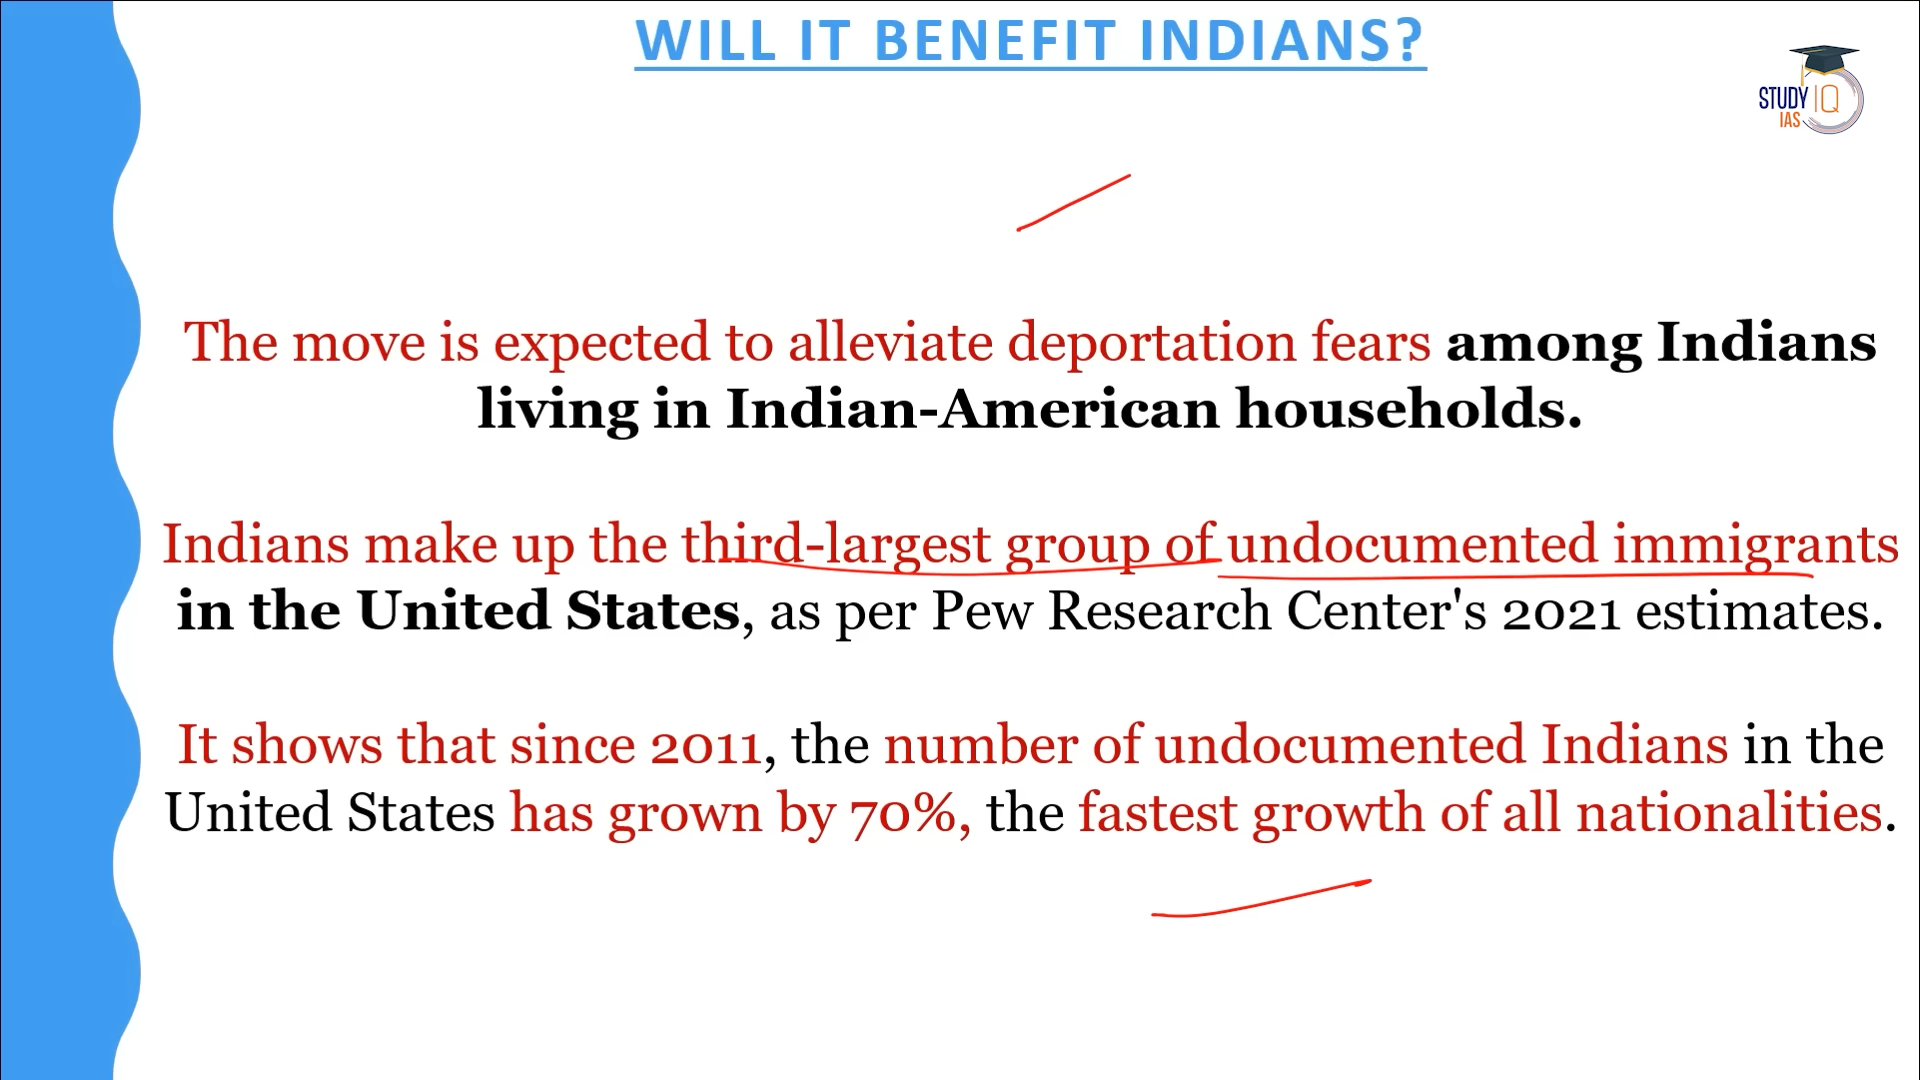 WILL IT BENEFIT INDIANS?
STUDY IQ
IAS
The move is expected to alleviate deportation fears among Indians
living in Indian-American households.
Indians make up the third-largest group of undocumented immigrants
in the United States, as per Pew Research Center's 2021 estimates.
It shows that since 2011, the number of undocumented Indians in the
United States has grown by 70%, the fastest growth of all nationalities.